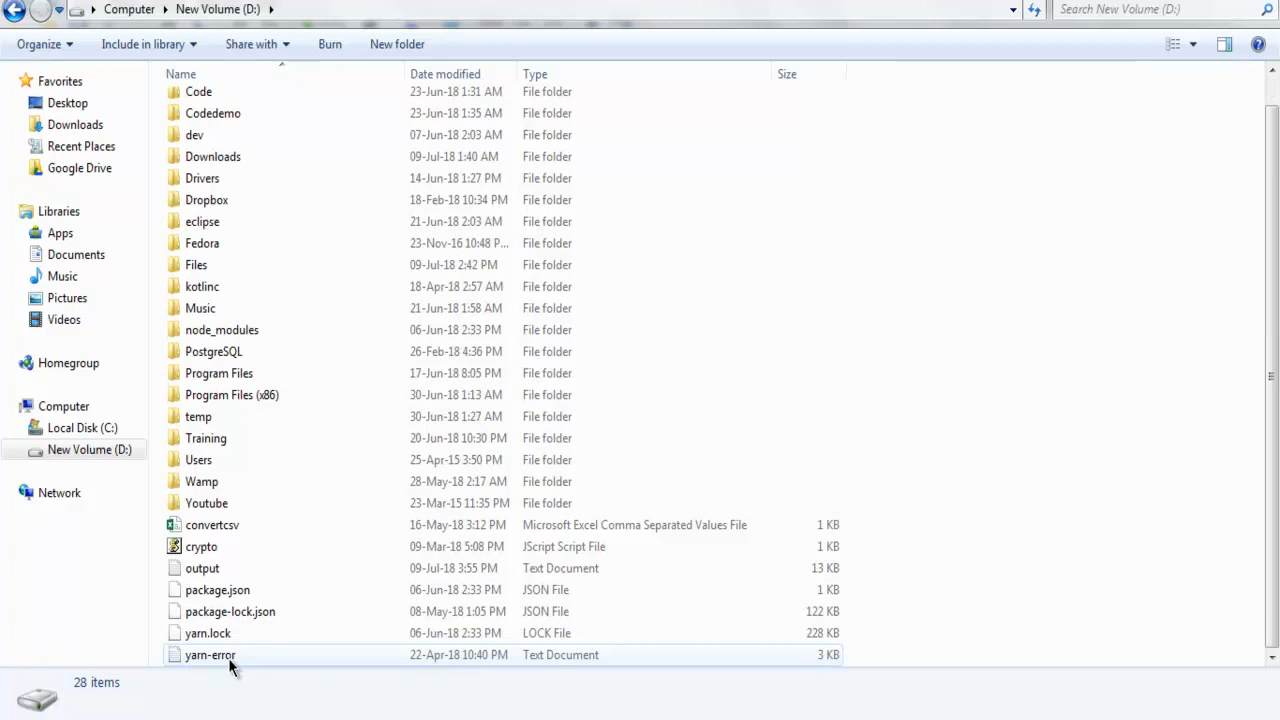 Computer New Volume (D:) Search New Volume (D:)
Organize Include in library Share with Burn New folder
Favorites
Desktop
Downloads
Recent Places
Google Drive
Libraries
Apps
Documents
Music
Pictures
Videos
Homegroup
Computer
Local Disk (C:)
New Volume (D:)
Network
Name Date modified Type Size
Code 23-Jun-18 1:31 AM File folder
Codedemo 23-Jun-18 1:35 AM File folder
dev 07-Jun-18 2:03 AM File folder
Downloads 09-Jul-18 1:40 AM File folder
Drivers 14-Jun-18 1:27 PM File folder
Dropbox 18-Feb-18 10:34 PM File folder
eclipse 21-Jun-18 2:03 AM File folder
Fedora 23-Nov-16 10:48 P... File folder
Files 09-Jul-18 2:42 PM File folder
kotlinc 18-Apr-18 2:57 AM File folder
Music 21-Jun-18 1:58 AM File folder
node_modules 06-Jun-18 2:33 PM File folder
PostgreSQL 26-Feb-18 4:36 PM File folder
Program Files 17-Jun-18 8:05 PM File folder
Program Files (x86) 30-Jun-18 1:13 AM File folder
temp 30-Jun-18 1:27 AM File folder
Training 20-Jun-18 10:30 PM File folder
Users 25-Apr-15 3:50 PM File folder
Wamp 28-May-18 2:17 AM File folder
Youtube 23-Mar-15 11:35 PM File folder
convertcsv 16-May-18 3:12 PM Microsoft Excel Comma Separated Values File 1 KB
crypto 09-Mar-18 5:08 PM JScript Script File 1 KB
output 09-Jul-18 3:55 PM Text Document 13 KB
package.json 06-Jun-18 2:33 PM JSON File 1 KB
package-lock.json 08-May-18 1:05 PM JSON File 122 KB
yarn.lock 06-Jun-18 2:33 PM LOCK File 228 KB
yarn-error 22-Apr-18 10:40 PM Text Document 3 KB
28 items